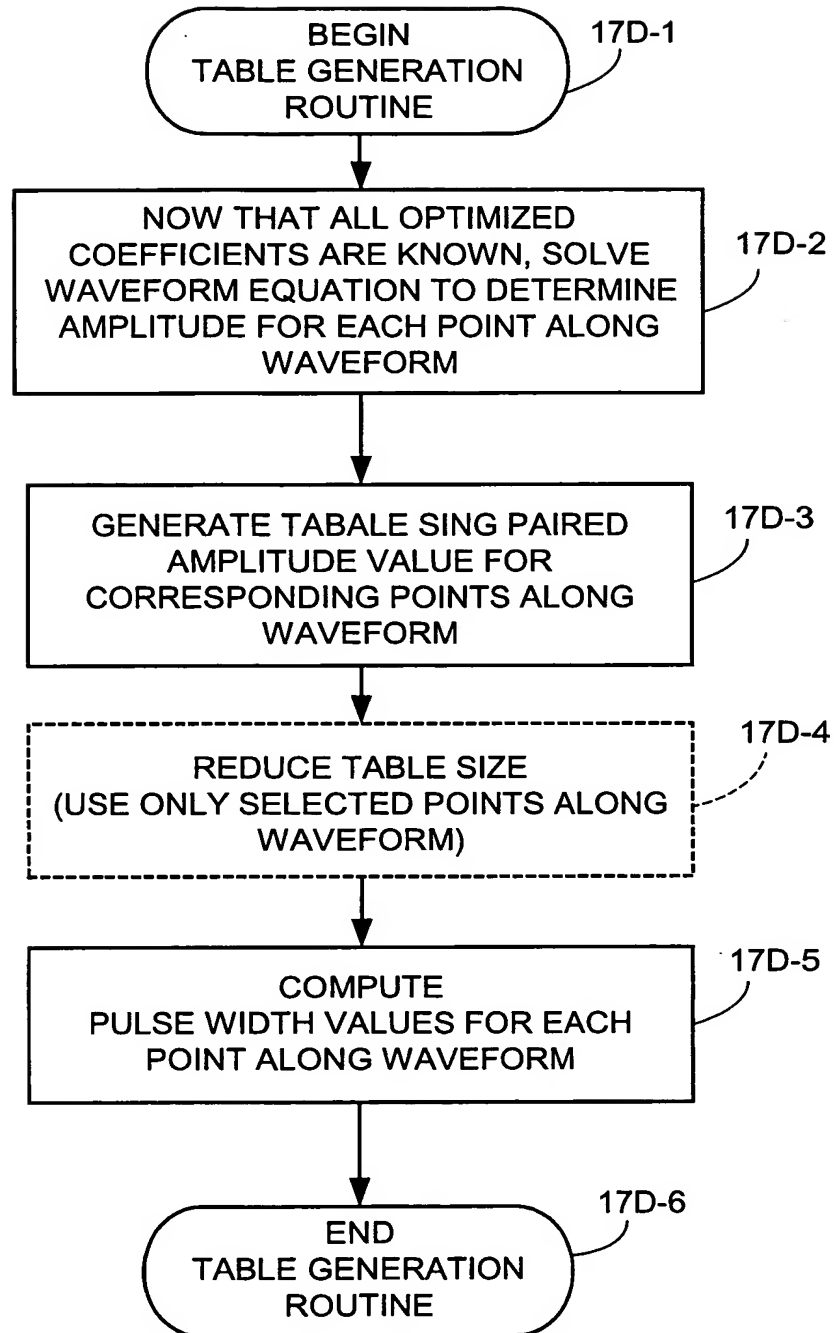 BEGIN
TABLE GENERATION
ROUTINE
17D-1
NOW THAT ALL OPTIMIZED
COEFFICIENTS ARE KNOWN, SOLVE
WAVEFORM EQUATION TO DETERMINE
AMPLITUDE FOR EACH POINT ALONG
WAVEFORM
17D-2
GENERATE TABALE SING PAIRED
AMPLITUDE VALUE FOR
CORRESPONDING POINTS ALONG
WAVEFORM
17D-3
REDUCE TABLE SIZE
(USE ONLY SELECTED POINTS ALONG
WAVEFORM)
17D-4
COMPUTE
PULSE WIDTH VALUES FOR EACH
POINT ALONG WAVEFORM
17D-5
END
TABLE GENERATION
ROUTINE
17D-6